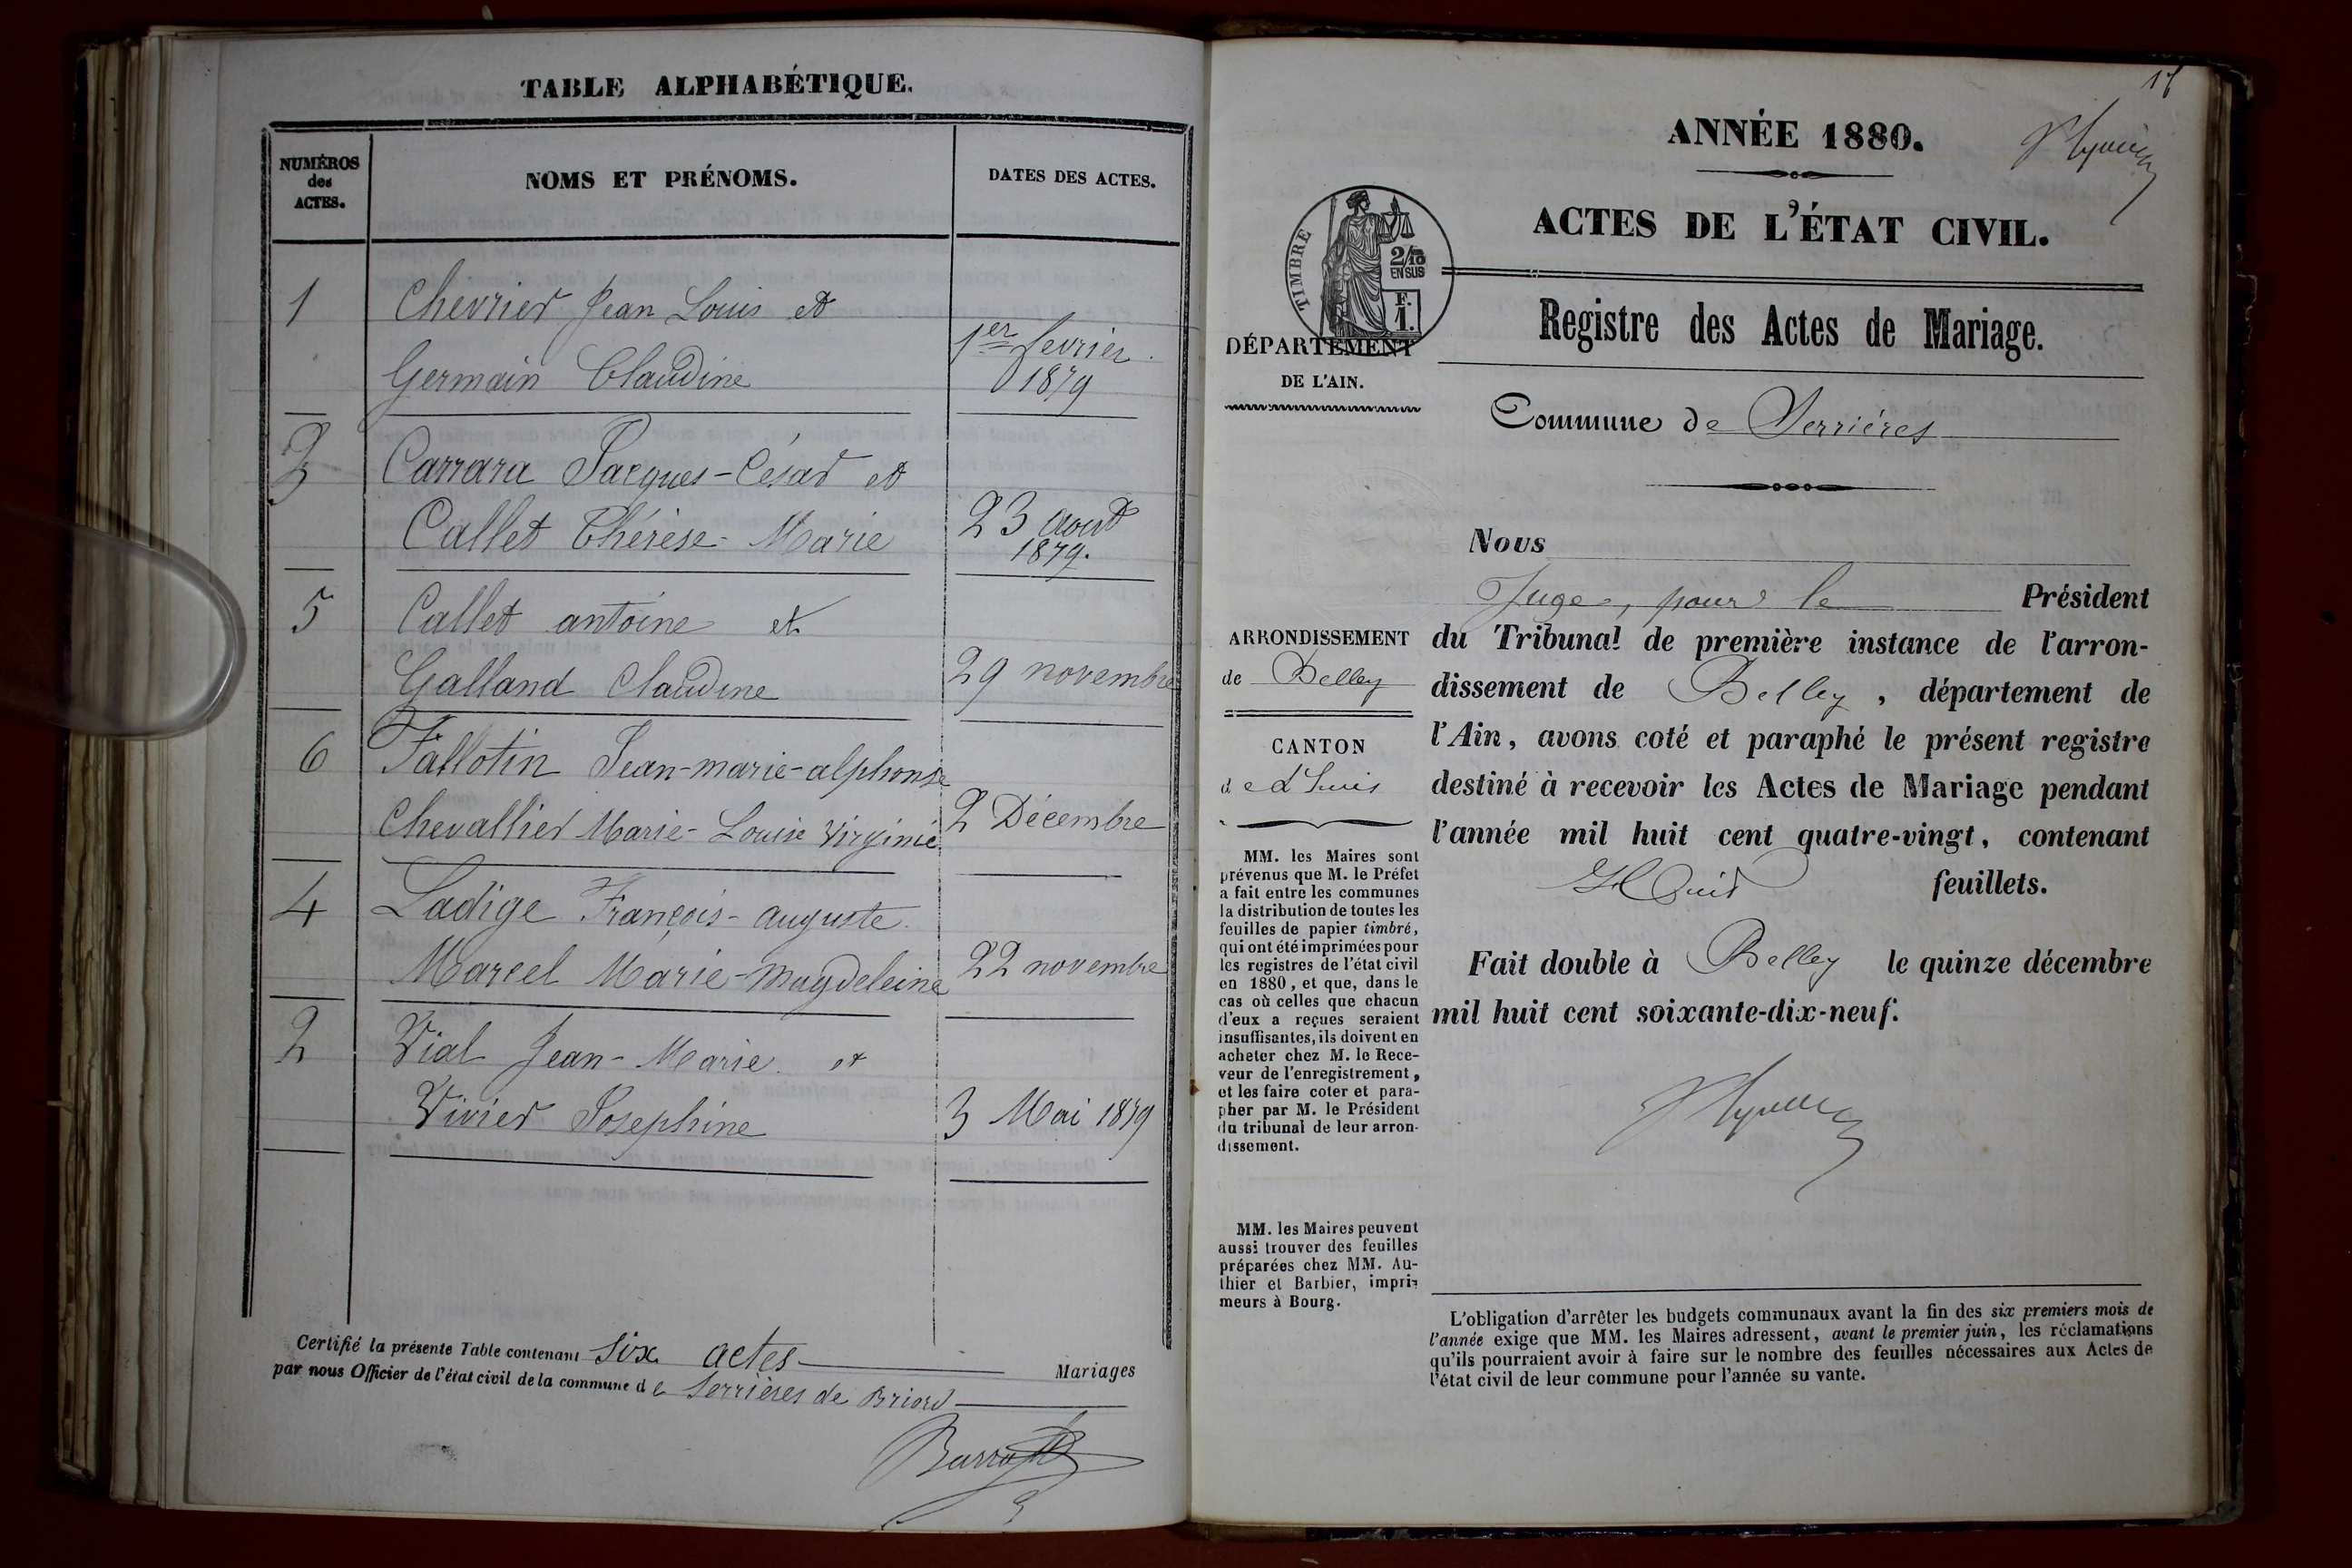 TABLE ALPHABÉTIQUE.
NUMÉROS
des
ACTES.
NOMS ET PRÉNOMS.
DATES DES ACTES.
1 Chevrier Jean Louis et
Germain Claudine
1er fevrier
1879
3 Carrara Jacques-César et
Callet Thérèse-Marie
23 aout
1879.
5 Callet antoine et
Galland Claudine 29 novembre
6 Fallotin Jean-marie-alphonse
Chevallier Marie-Louise Virginie 2 Décembre
4 Ladige François-auguste
Marcel Marie-Magdeleine 22 novembre
2 Vial Jean-Marie et
Vivier Josephine 3 Mai 1879
Certifié la présente Table contenant six actes Mariages
par nous Officier de l'état civil de la commune de Serrières de Briord
ANNÉE 1880.
ACTES DE L'ÉTAT CIVIL.
TIMBRE
2/10
EN SUS
F.
1.
Registre des Actes de Mariage.
DÉPARTEMENT
DE L'AIN.
Commune de Serriéres
Nous
Juge, pour le Président
du Tribunal de première instance de l'arron-
dissement de Belley, département de
l'Ain, avons coté et paraphé le présent registre
destiné à recevoir les Actes de Mariage pendant
l'année mil huit cent quatre-vingt, contenant
Huit feuillets.
Fait double à Belley le quinze décembre
mil huit cent soixante-dix-neuf.
ARRONDISSEMENT
de Belley
CANTON
de Lhuis
MM. les Maires sont
prévenus que M. le Préfet
a fait entre les communes
la distribution de toutes les
feuilles de papier timbré,
qui ont été imprimées pour
les registres de l'état civil
en 1880, et que, dans le
cas où celles que chacun
d'eux a reçues seraient
insuffisantes, ils doivent en
acheter chez M. le Rece-
veur de l'enregistrement,
et les faire coter et para-
pher par M. le Président
du tribunal de leur arron-
dissement.
MM. les Maires peuvent
aussi trouver des feuilles
préparées chez MM. Au-
thier et Barbier, impri-
meurs à Bourg.
L'obligation d'arrêter les budgets communaux avant la fin des six premiers mois de
l'année exige que MM. les Maires adressent, avant le premier juin, les réclamations
qu'ils pourraient avoir à faire sur le nombre des feuilles nécessaires aux Actes de
l'état civil de leur commune pour l'année su vante.